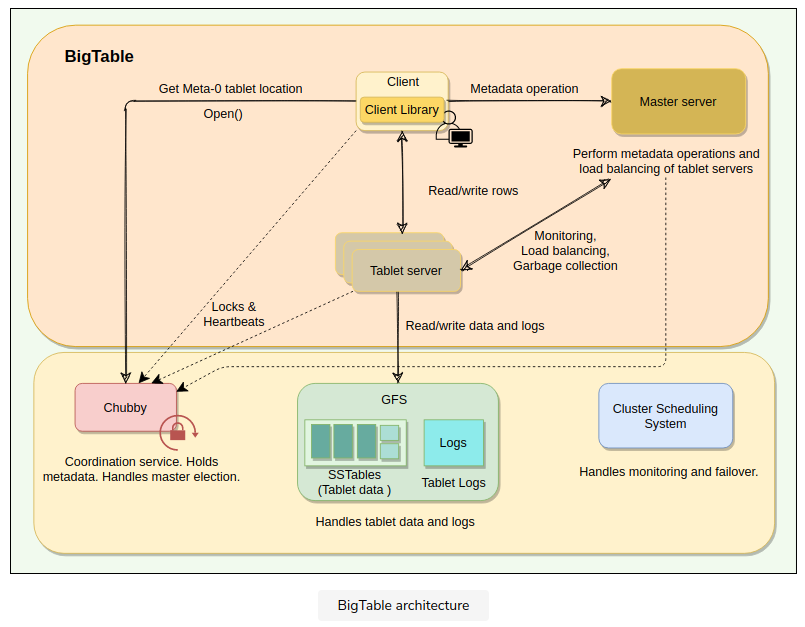 BigTable
Client
Client Library
Get Meta-0 tablet location
Open()
Metadata operation
Master server
Perform metadata operations and
load balancing of tablet servers
Read/write rows
Tablet server
Monitoring,
Load balancing,
Garbage collection
Locks &
Heartbeats
Read/write data and logs
Chubby
Coordination service. Holds
metadata. Handles master election.
GFS
SSTables
(Tablet data )
Logs
Tablet Logs
Handles tablet data and logs
Cluster Scheduling
System
Handles monitoring and failover.
BigTable architecture